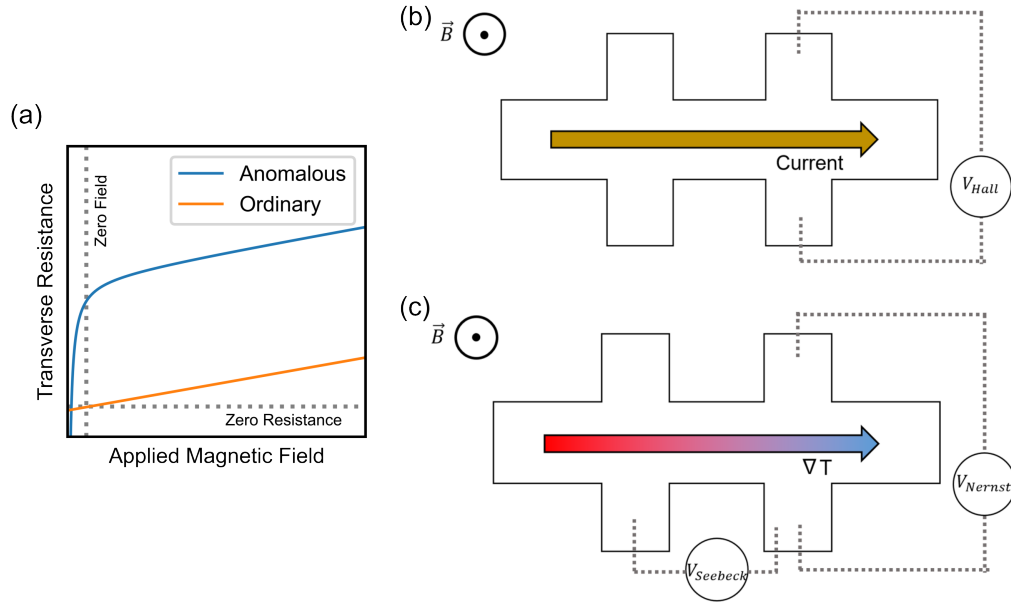 (a)
Transverse Resistance
Zero Field
Anomalous
Ordinary
Zero Resistance
Applied Magnetic Field
(b)
B⃗
Current
V_Hall
(c)
B⃗
∇T
V_Nernst
V_Seebeck